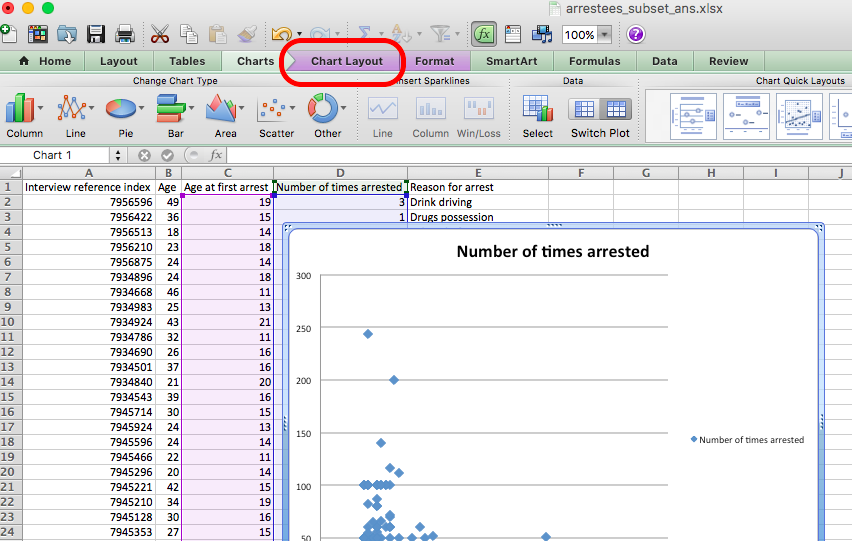 arrestees_subset_ans.xlsx
fx 100% ?
Home Layout Tables Charts Chart Layout Format SmartArt Formulas Data Review
Change Chart Type Insert Sparklines Data Chart Quick Layouts
Column Line Pie Bar Area Scatter Other Line Column Win/Loss Select Switch Plot
Chart 1 fx
A B C D E F G H I J
1 Interview reference index Age Age at first arrest Number of times arrested Reason for arrest
2 7956596 49 19 3 Drink driving
3 7956422 36 15 1 Drugs possession
4 7956513 18 14
5 7956210 23 18
6 7956875 24 14
7 7934896 24 18
8 7934668 46 11
9 7934983 25 13
10 7934924 43 21
11 7934786 32 11
12 7934690 26 16
13 7934501 37 16
14 7934840 21 20
15 7934543 39 16
16 7945714 30 15
17 7945924 24 13
18 7945596 24 14
19 7945466 22 11
20 7945296 20 14
21 7945221 42 15
22 7945210 34 19
23 7945128 30 16
24 7945353 27 15
Number of times arrested
300
250
200
150
100
50
Number of times arrested